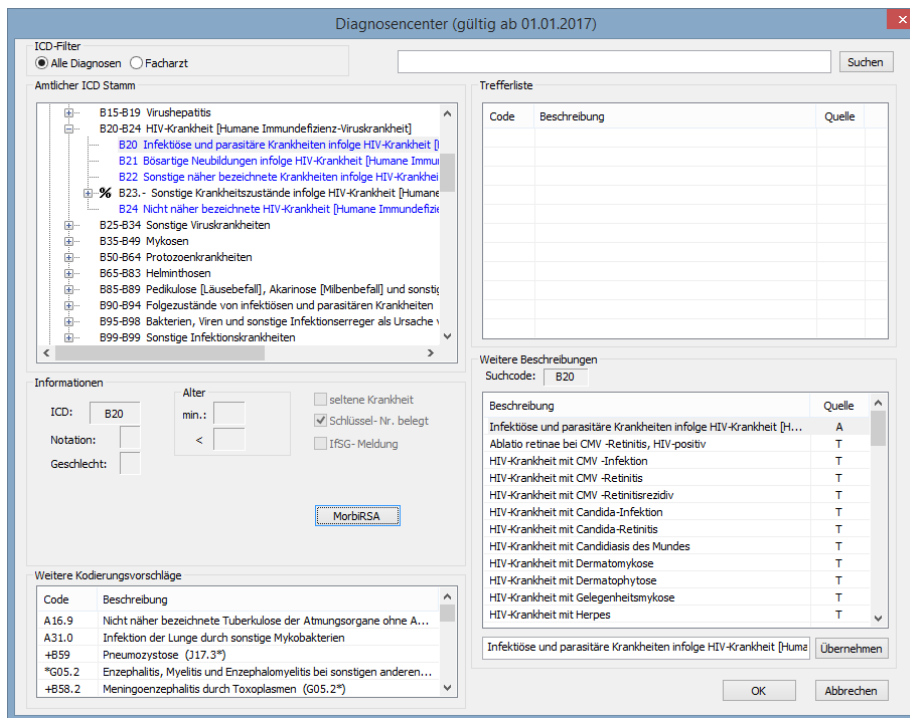 Diagnosencenter (gültig ab 01.01.2017)
ICD-Filter
Alle Diagnosen Facharzt
Suchen
Amtlicher ICD Stamm
B15-B19 Virushepatitis
B20-B24 HIV-Krankheit [Humane Immundefizienz-Viruskrankheit]
B20 Infektiöse und parasitäre Krankheiten infolge HIV-Krankheit [
B21 Bösartige Neubildungen infolge HIV-Krankheit [Humane Immu
B22 Sonstige näher bezeichnete Krankheiten infolge HIV-Krankheit
% B23.- Sonstige Krankheitszustände infolge HIV-Krankheit [Humane
B24 Nicht näher bezeichnete HIV-Krankheit [Humane Immundefizie
B25-B34 Sonstige Viruskrankheiten
B35-B49 Mykosen
B50-B64 Protozoenkrankheiten
B65-B83 Helminthosen
B85-B89 Pedikulose [Läusebefall], Akarinose [Milbenbefall] und sonstig
B90-B94 Folgezustände von infektiösen und parasitären Krankheiten
B95-B98 Bakterien, Viren und sonstige Infektionserreger als Ursache v
B99-B99 Sonstige Infektionskrankheiten
Trefferliste
Code Beschreibung Quelle
Informationen
ICD: B20
Notation:
Geschlecht:
Alter
min.:
<
seltene Krankheit
Schlüssel- Nr. belegt
IfSG- Meldung
MorbiRSA
Weitere Beschreibungen
Suchcode: B20
Beschreibung Quelle
Infektiöse und parasitäre Krankheiten infolge HIV-Krankheit [H... A
Ablatio retinae bei CMV -Retinitis, HIV-positiv T
HIV-Krankheit mit CMV -Infektion T
HIV-Krankheit mit CMV -Retinitis T
HIV-Krankheit mit CMV -Retinitisrezidiv T
HIV-Krankheit mit Candida-Infektion T
HIV-Krankheit mit Candida-Retinitis T
HIV-Krankheit mit Candidiasis des Mundes T
HIV-Krankheit mit Dermatomykose T
HIV-Krankheit mit Dermatophytose T
HIV-Krankheit mit Gelegenheitsmykose T
HIV-Krankheit mit Herpes T
Infektiöse und parasitäre Krankheiten infolge HIV-Krankheit [Huma Übernehmen
Weitere Kodierungsvorschläge
Code Beschreibung
A16.9 Nicht näher bezeichnete Tuberkulose der Atmungsorgane ohne A...
A31.0 Infektion der Lunge durch sonstige Mykobakterien
+B59 Pneumozystose (J17.3*)
*G05.2 Enzephalitis, Myelitis und Enzephalomyelitis bei sonstigen anderen...
+B58.2 Meningoenzephalitis durch Toxoplasmen (G05.2*)
OK Abbrechen